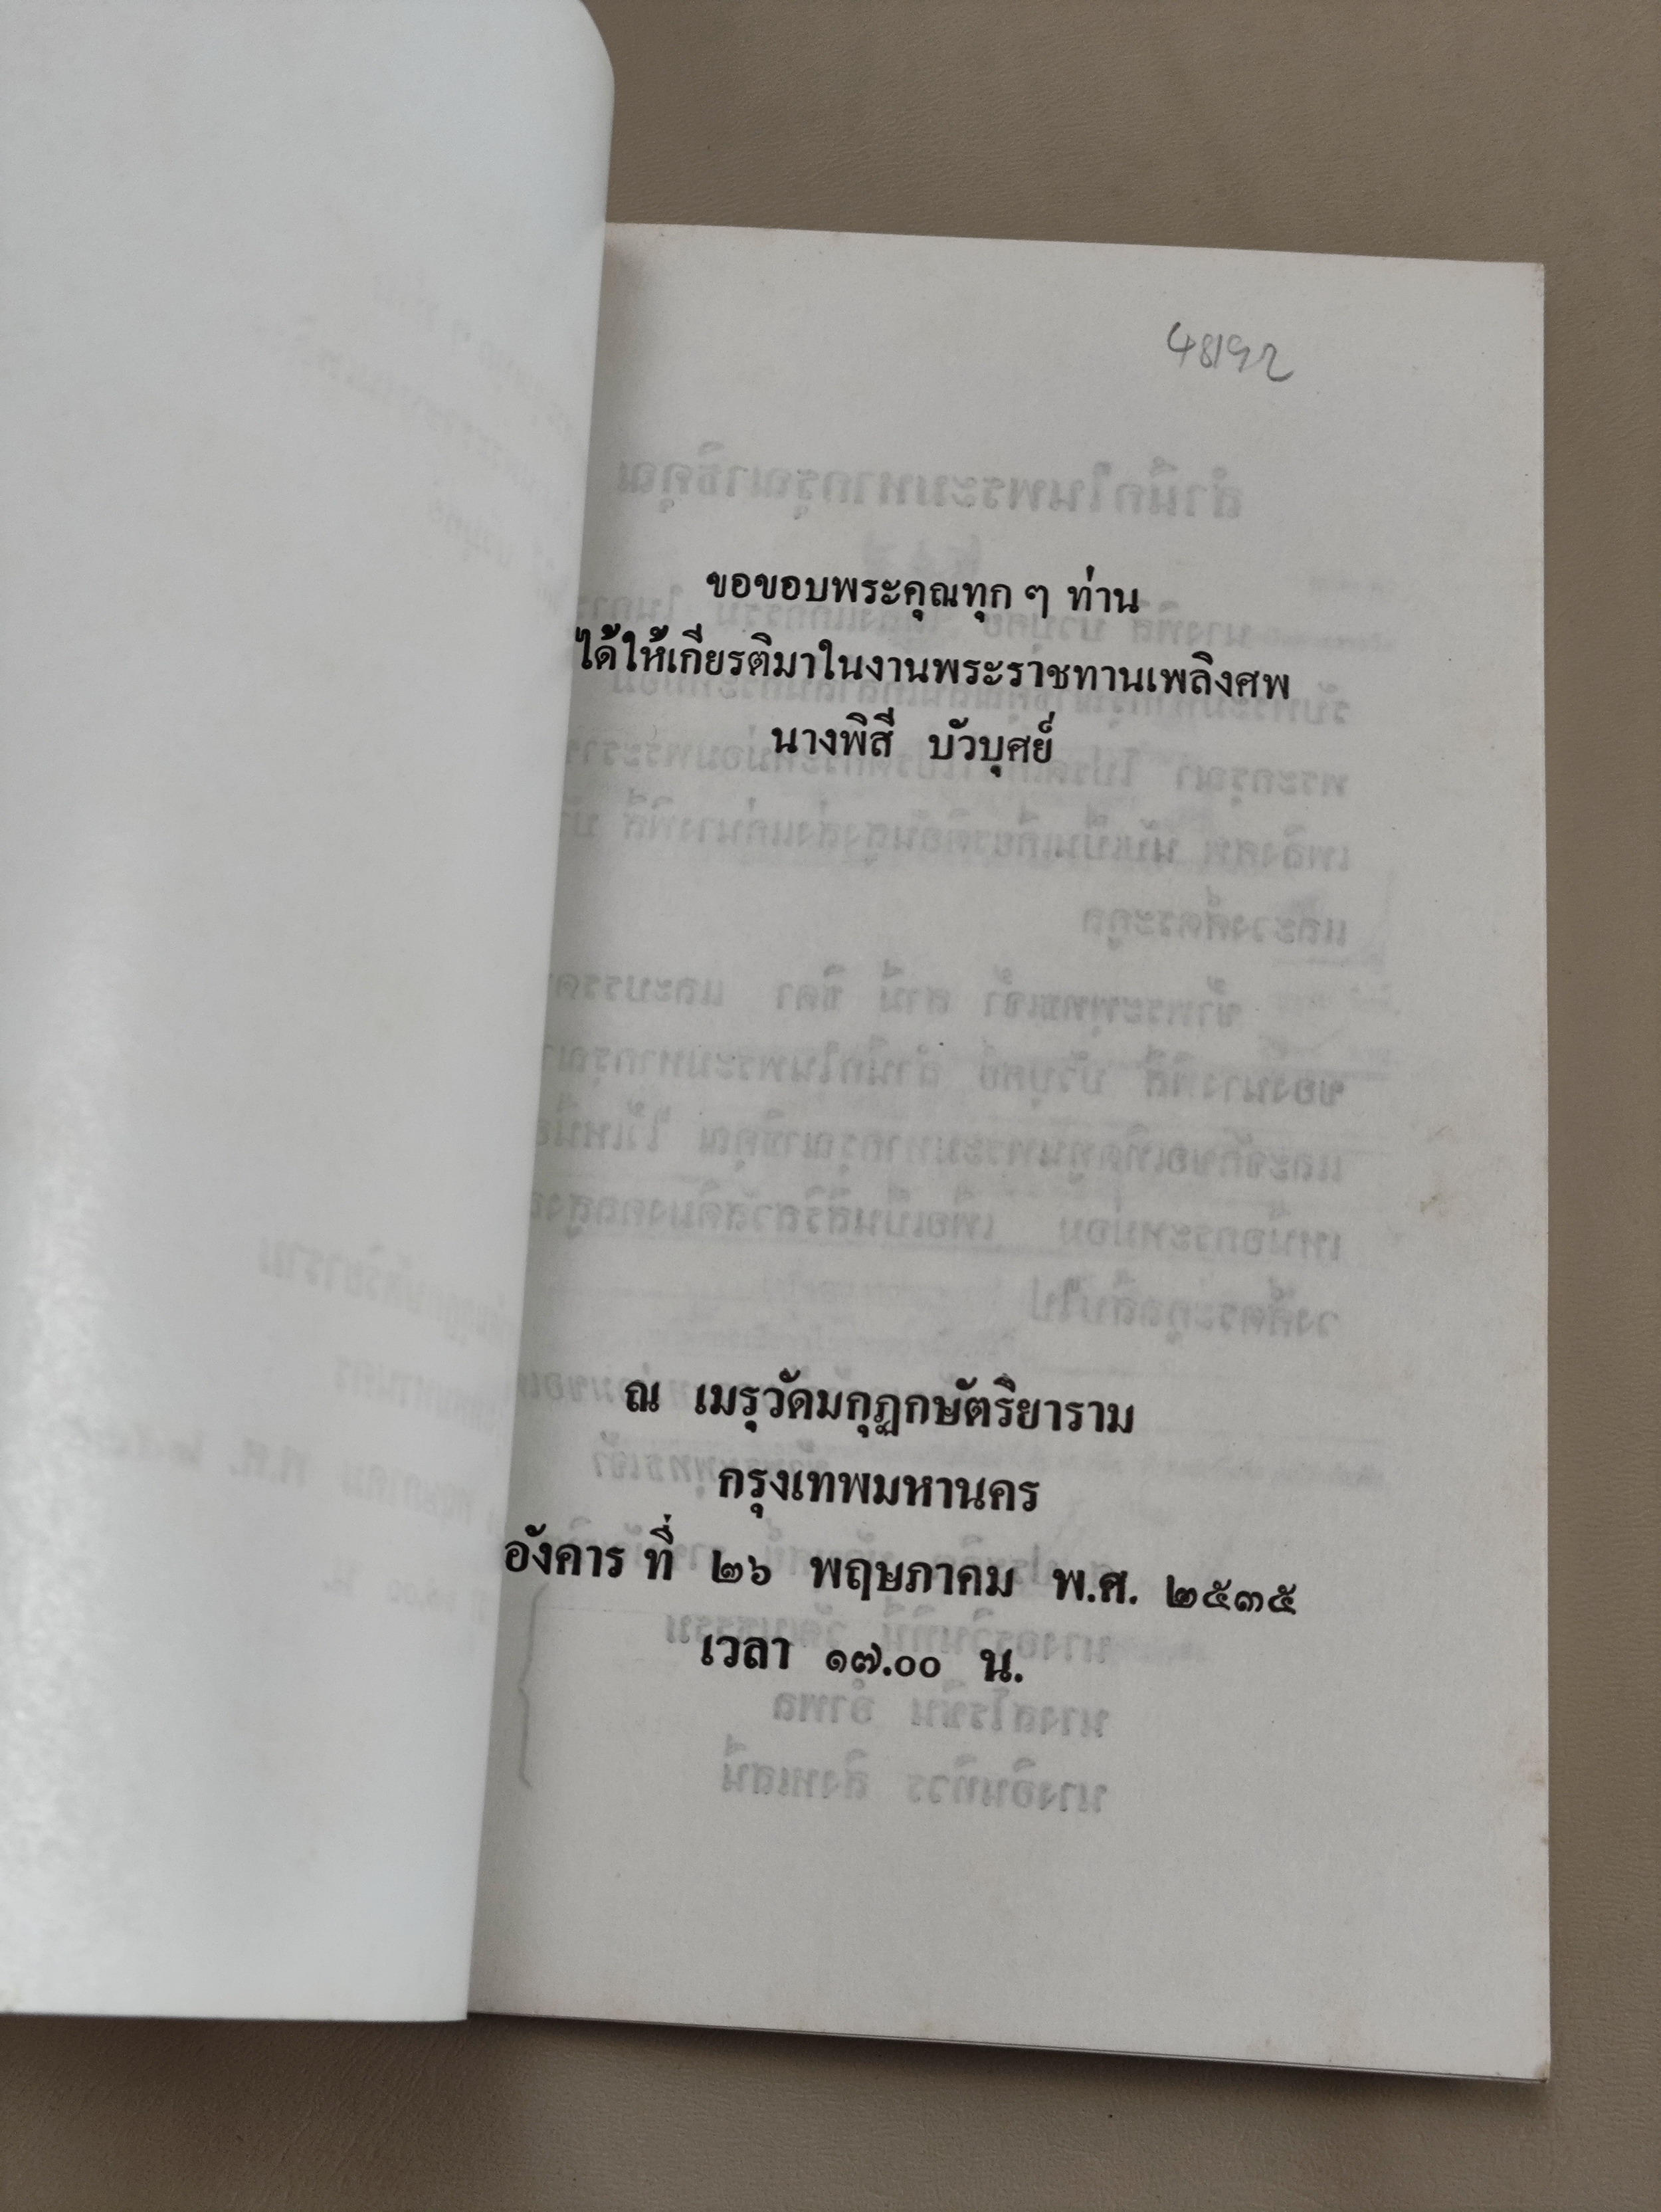 4892
ขอขอบพระคุณทุก ๆ ท่าน
ได้ให้เกียรติมาในงานพระราชทานเพลิงศพ
นางพิสี บัวบุศย์
ณ เมรุวัดมกุฏกษัตริยาราม
กรุงเทพมหานคร
อังคาร ที่ ๒๖ พฤษภาคม พ.ศ. ๒๕๓๕
เวลา ๑๗.๐๐ น.